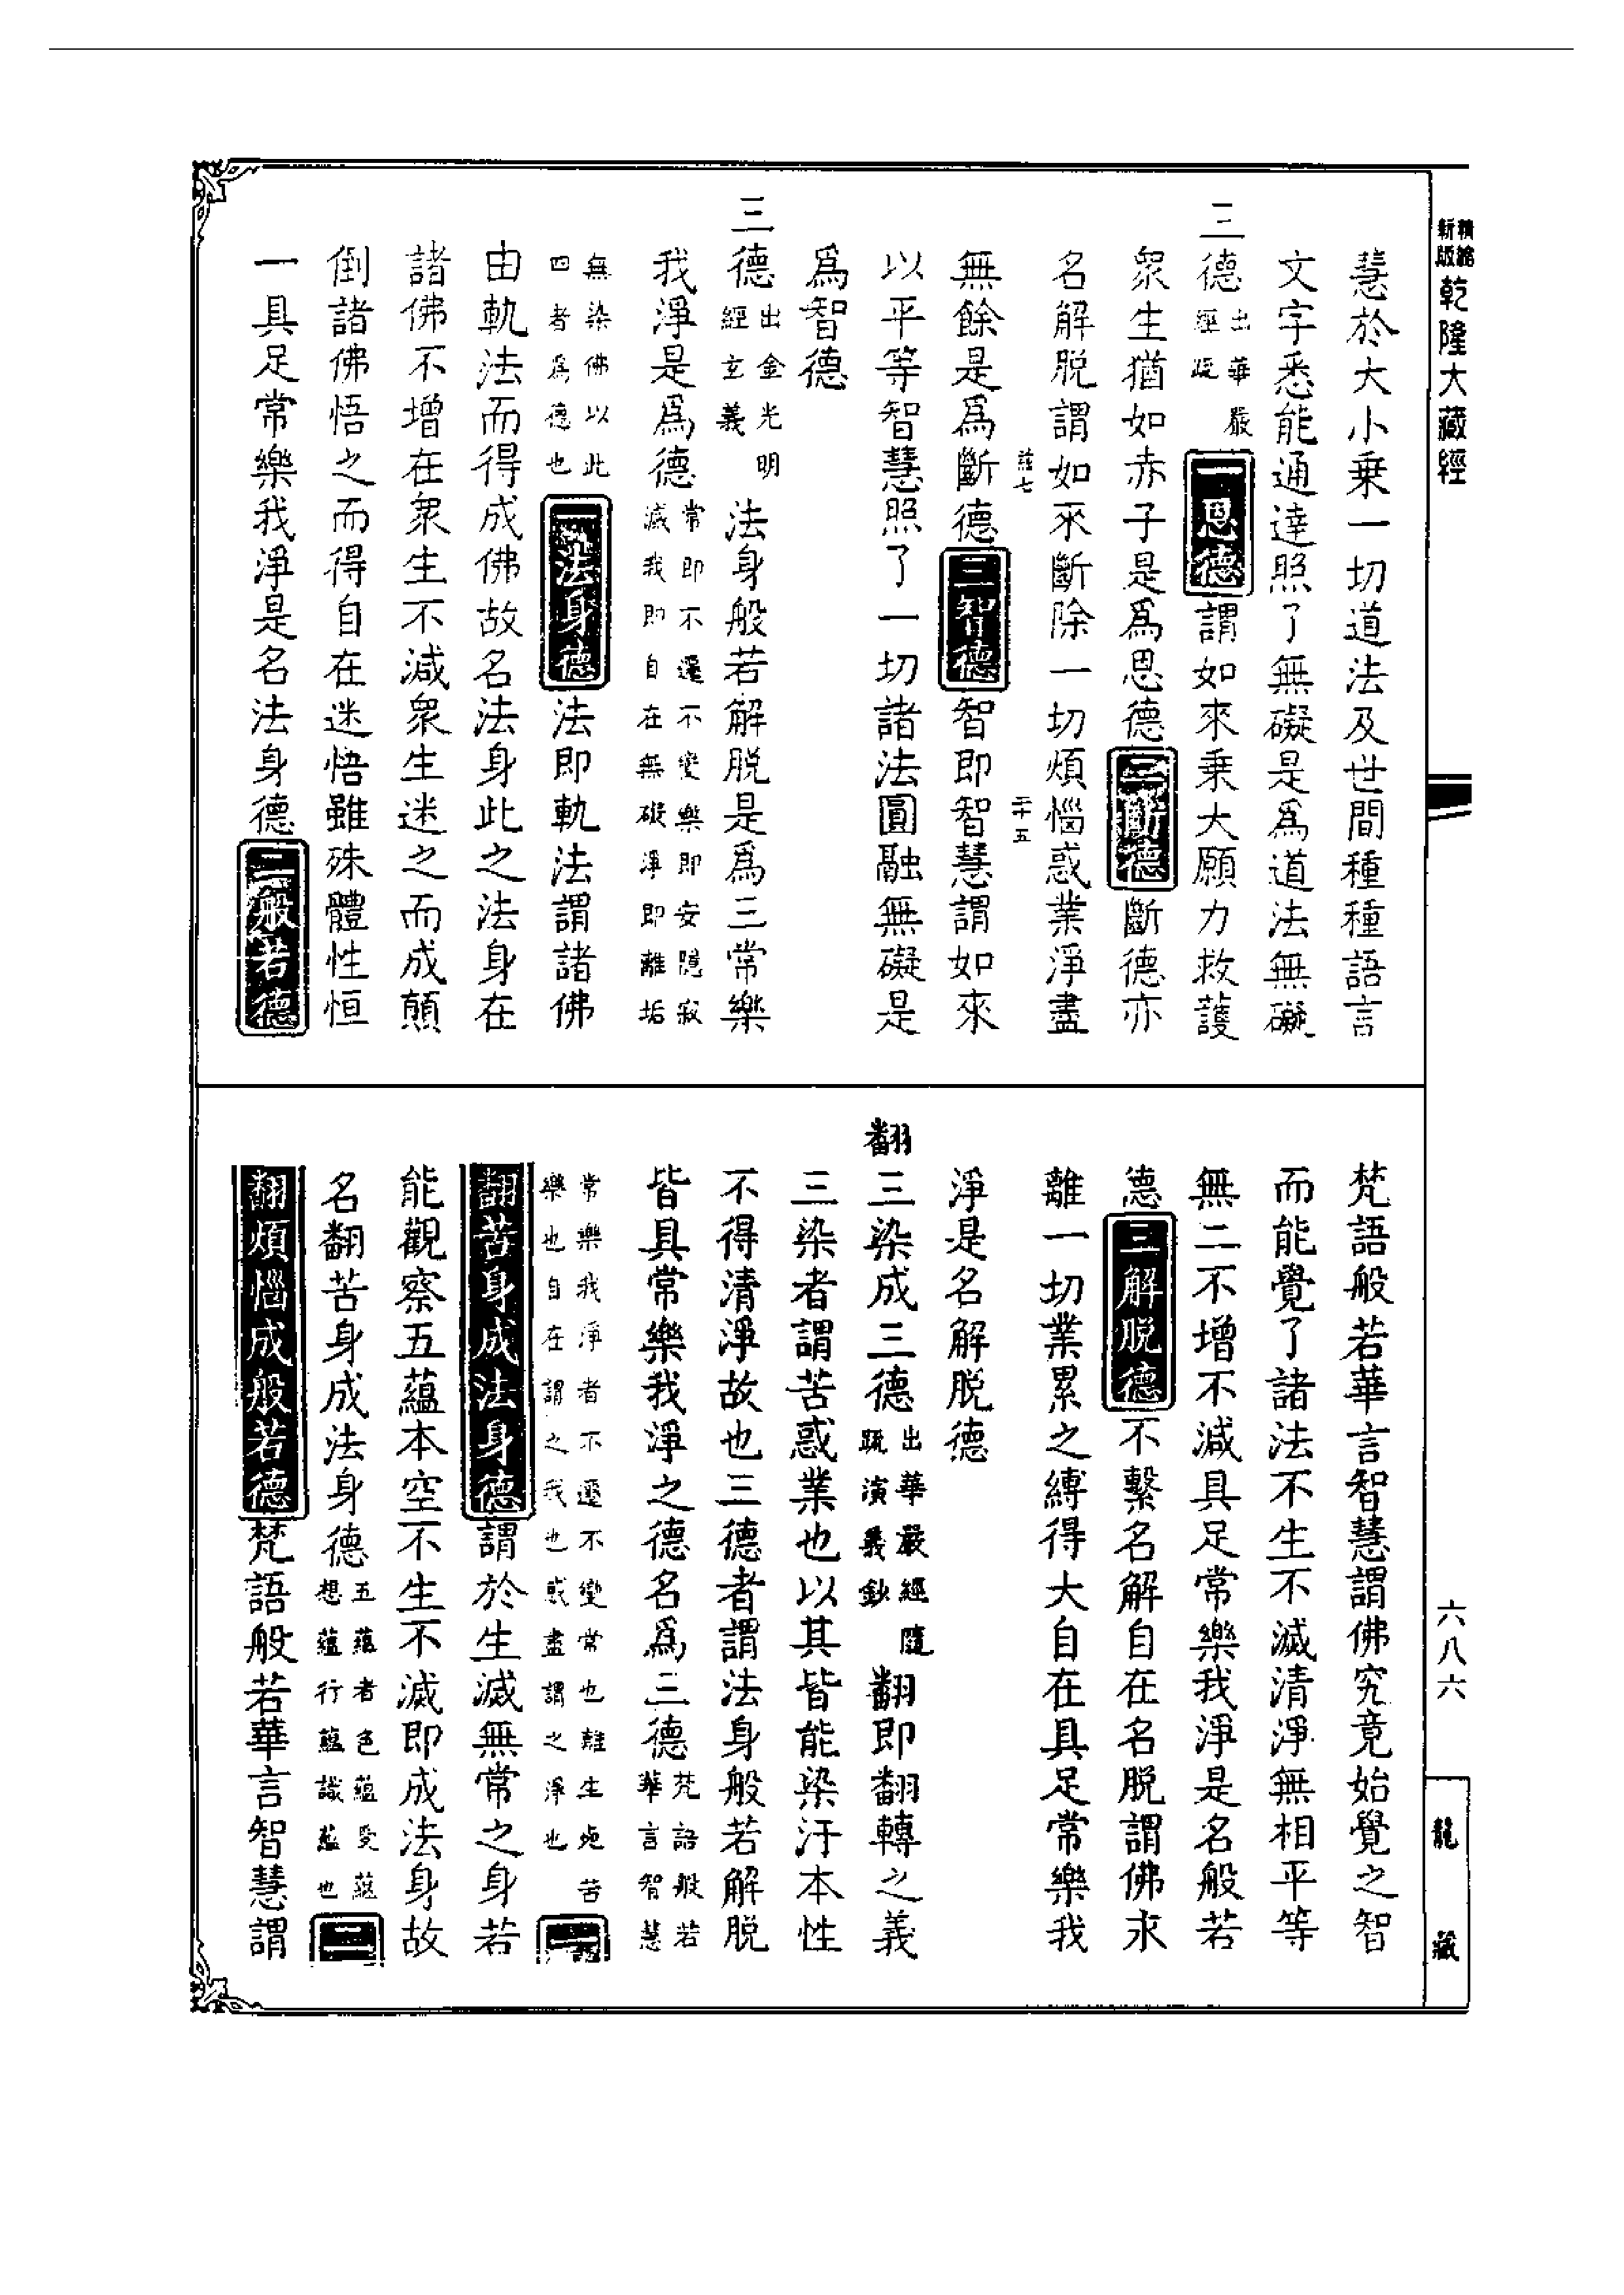 精縮
新版
乾隆大藏經
慧於大小乗一切道法及世間種種語言
文字悉能通達照了無礙是爲道法無礙
三德出華嚴經疏一恩德謂如來乗大願力救護
衆生猶如赤子是爲恩德二斷德斷德亦
名解脱謂如來斷除一切煩惱惑業淨盡
二十五
無餘是爲斷德三智德智即智慧謂如來
以平等智慧照了一切諸法圓融無礙是
爲智德
三德出金光明經玄義法身般若解脱是爲三常樂
我淨是爲德常即不遷不變樂即安隱寂滅我即自在無礙淨即離垢
無染佛以此四者爲德也一法身德法即軌法謂諸佛
由軌法而得成佛故名法身此之法身在
諸佛不增在衆生不減衆生迷之而成顛
倒諸佛悟之而得自在迷悟雖殊體性恒
一具足常樂我淨是名法身德二般若德
梵語般若華言智慧謂佛究竟始覺之智
而能覺了諸法不生不滅清淨無相平等
無二不增不減具足常樂我淨是名般若
德三解脱德不繫名解自在名脱謂佛永
離一切業累之縛得大自在具足常樂我
淨是名解脱德
翻三染成三德出華嚴經隨疏演義鈔翻即翻轉之義
三染者謂苦惑業也以其皆能染汙本性
不得清淨故也三德者謂法身般若解脱
皆具常樂我淨之德名爲三德梵語般若華言智慧
常樂我淨者不遷不變常也離生死苦樂也自在謂之我也惑盡謂之淨也一
翻苦身成法身德謂於生滅無常之身若
能觀察五蘊本空不生不滅即成法身故
名翻苦身成法身德五蘊者色蘊受蘊想蘊行蘊識蘊也二
翻煩惱成般若德梵語般若華言智慧謂
六八六
龍藏